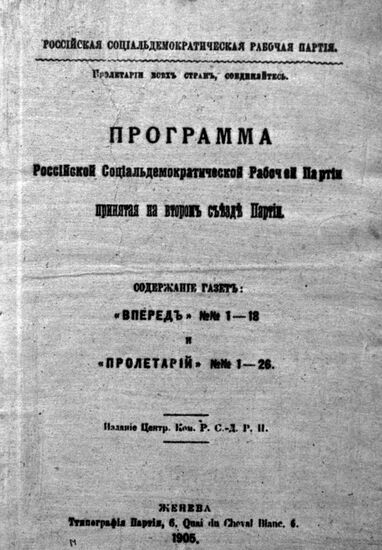 РОССІЙСКАЯ СОЦІАЛЬДЕМОКРАТИЧЕСКАЯ РАБОЧАЯ ПАРТІЯ.
Пролетаріи всѣхъ странъ, соединяйтесь.
ПРОГРАММА
Россійской Соціальдемократической Рабочей Партіи
принятая на второмъ съѣздѣ Партіи.
СОДЕРЖАНІЕ ГАЗЕТЪ:
«ВПЕРЕДЪ» №№ 1—18
и
«ПРОЛЕТАРІЙ» №№ 1—26.
Изданіе Центр. Ком. Р. С.-Д. Р. П.
ЖЕНЕВА
Ттипографія Партіи, 6, Quai du Cheval Blanc, 6.
1905.